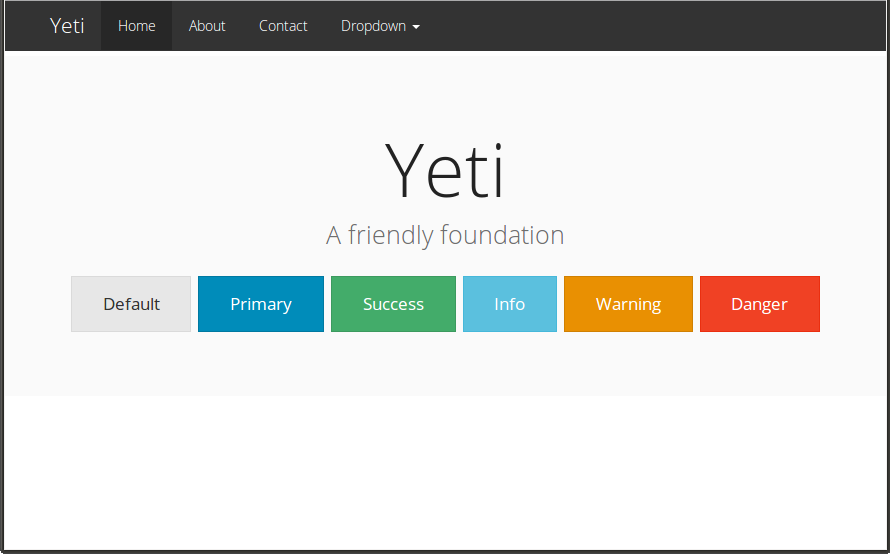 Yeti Home About Contact Dropdown
Yeti
A friendly foundation
Default Primary Success Info Warning Danger